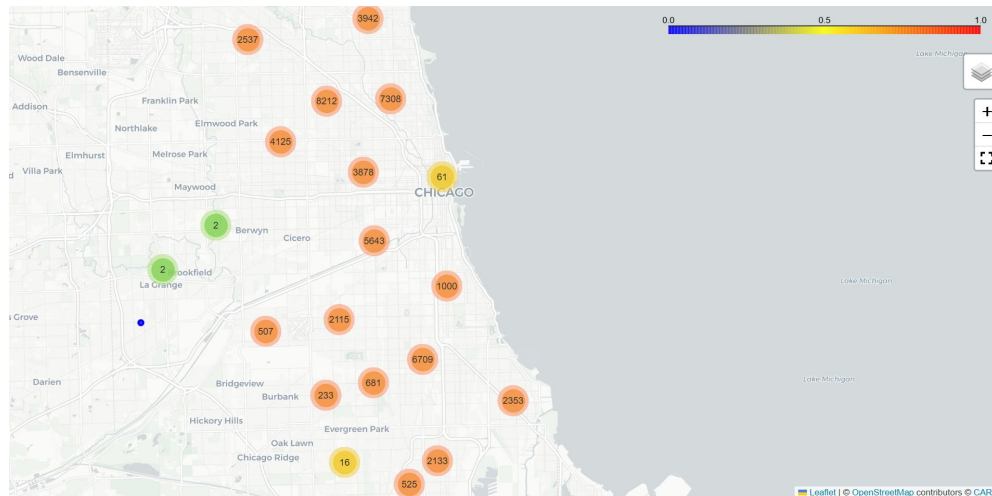 3942
0.0 0.5 1.0
2537
Wood Dale
Lake Michigan
Bensenville
Franklin Park
8212
7308
Addison
Elmwood Park
+
Northlake
4125
−
Elmhurst
Melrose Park
Villa Park
3878
61
Maywood
CHICAGO
2
Berwyn
Cicero
5643
2
La Grange
1000
Lake Michigan
2115
507
6709
Darien
Bridgeview
681
Lake Michigan
Burbank
233
2353
Hickory Hills
Evergreen Park
Oak Lawn
Chicago Ridge
16
2133
525
Leaflet | © OpenStreetMap contributors © CAR